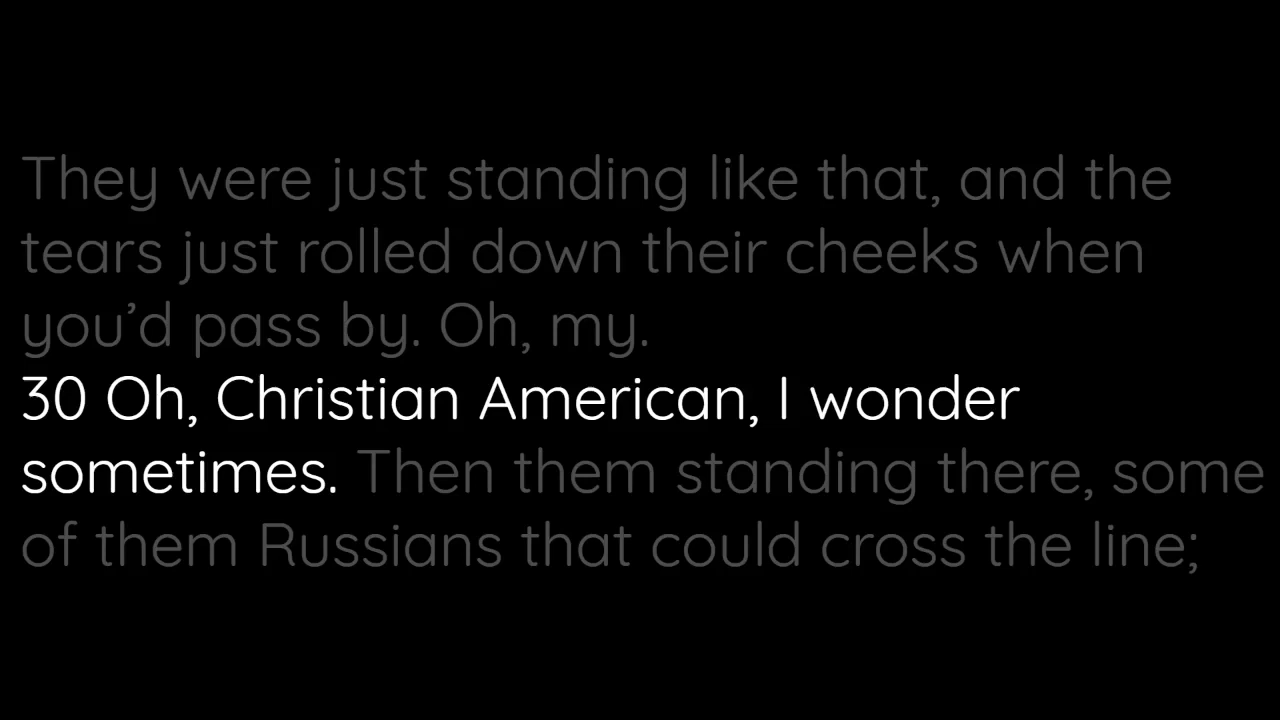 They were just standing like that, and the
tears just rolled down their cheeks when
you’d pass by. Oh, my.
30 Oh, Christian American, I wonder
sometimes. Then them standing there, some
of them Russians that could cross the line;